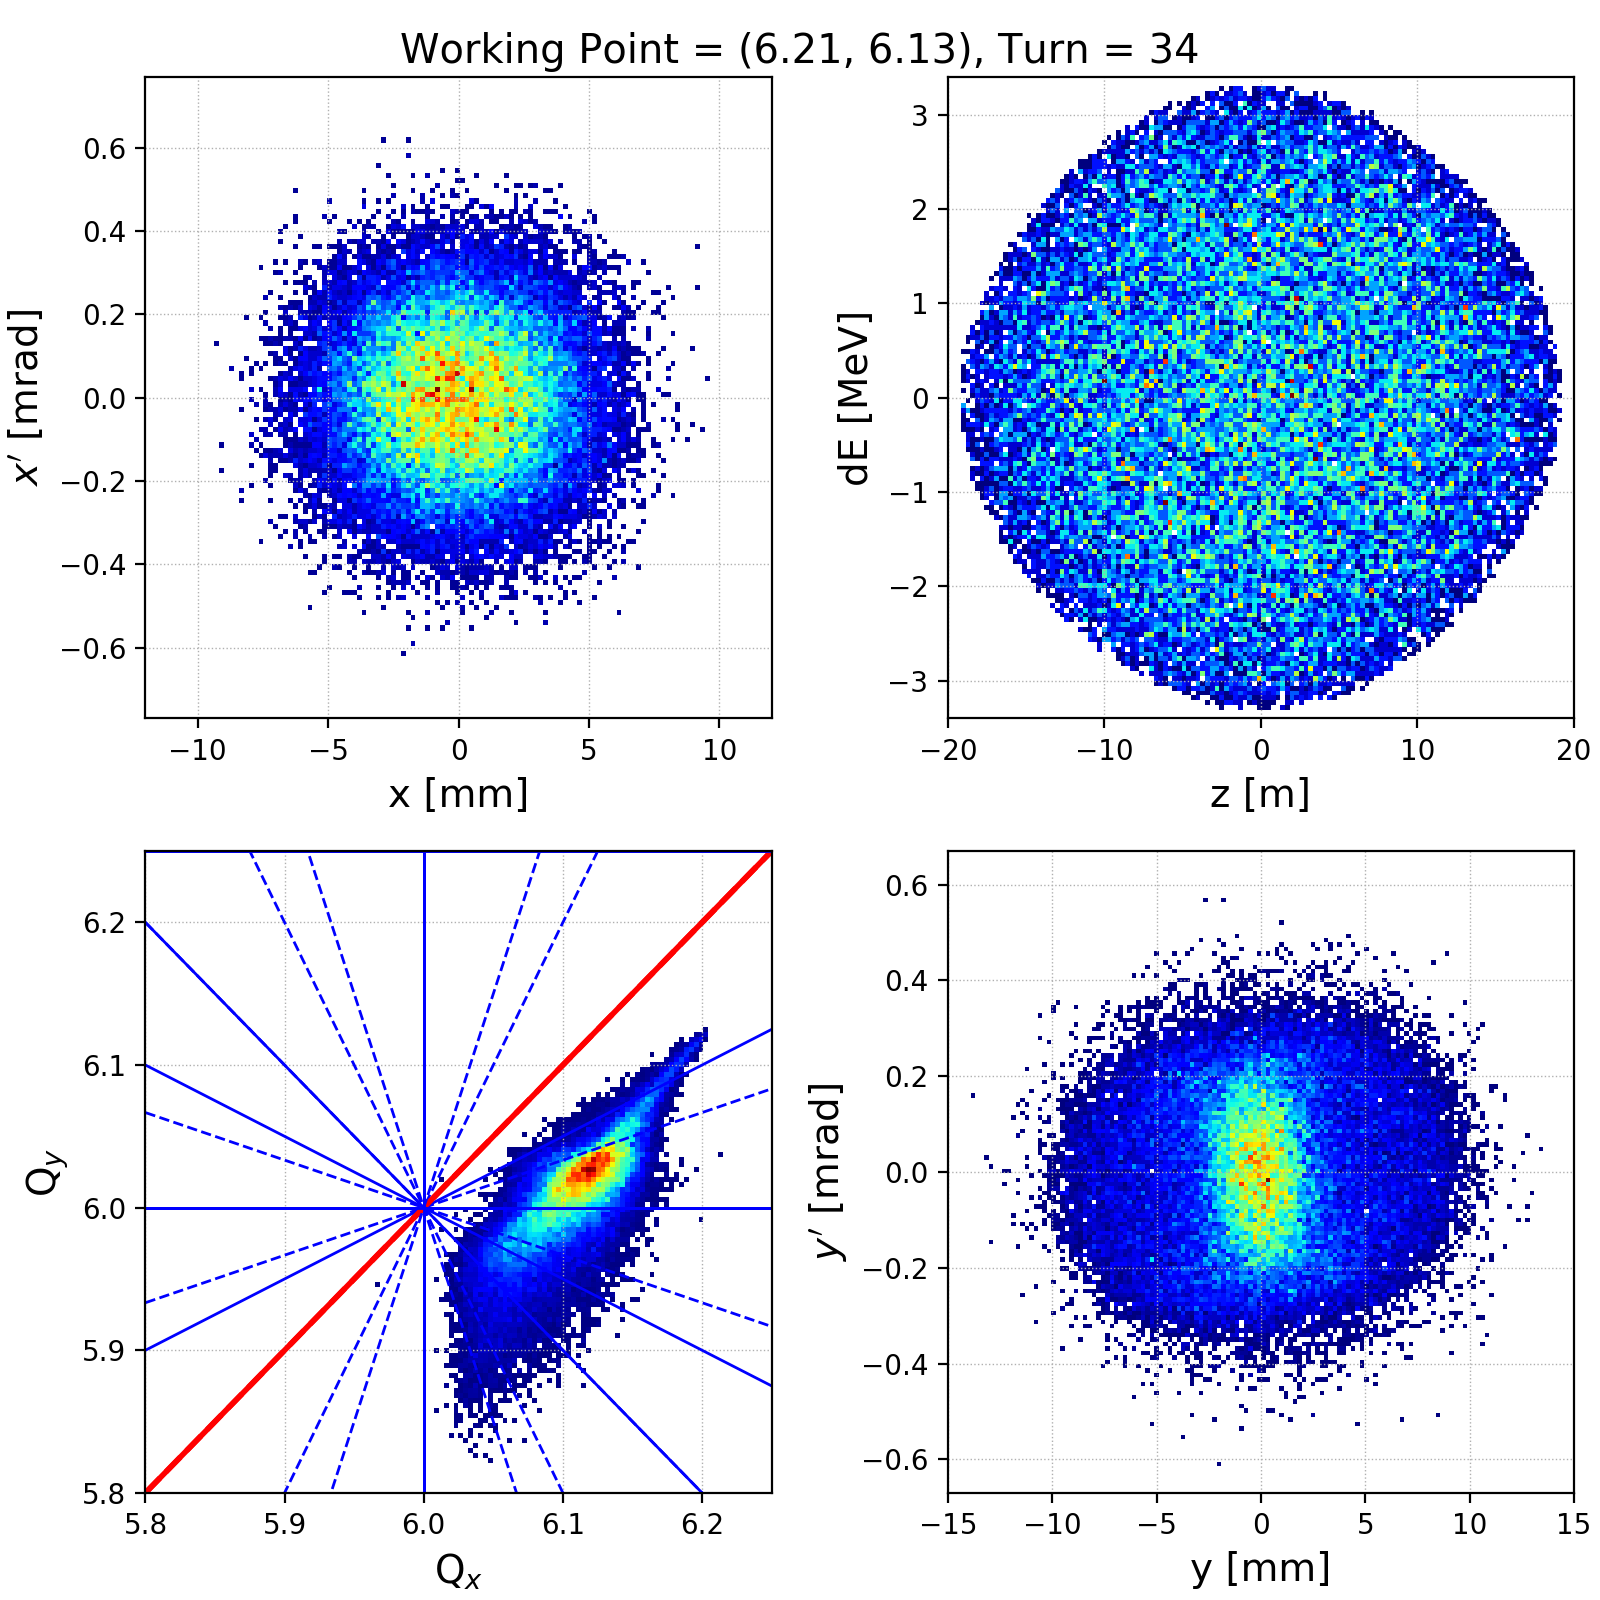 Working Point = (6.21, 6.13), Turn = 34
0.6
0.4
0.2
0.0
−0.2
−0.4
−0.6
x′ [mrad]
−10 −5 0 5 10
x [mm]
3
2
1
0
−1
−2
−3
dE [MeV]
−20 −10 0 10 20
z [m]
6.2
6.1
6.0
5.9
5.8
Qy
5.8 5.9 6.0 6.1 6.2
Qx
0.6
0.4
0.2
0.0
−0.2
−0.4
−0.6
y′ [mrad]
−15 −10 −5 0 5 10 15
y [mm]